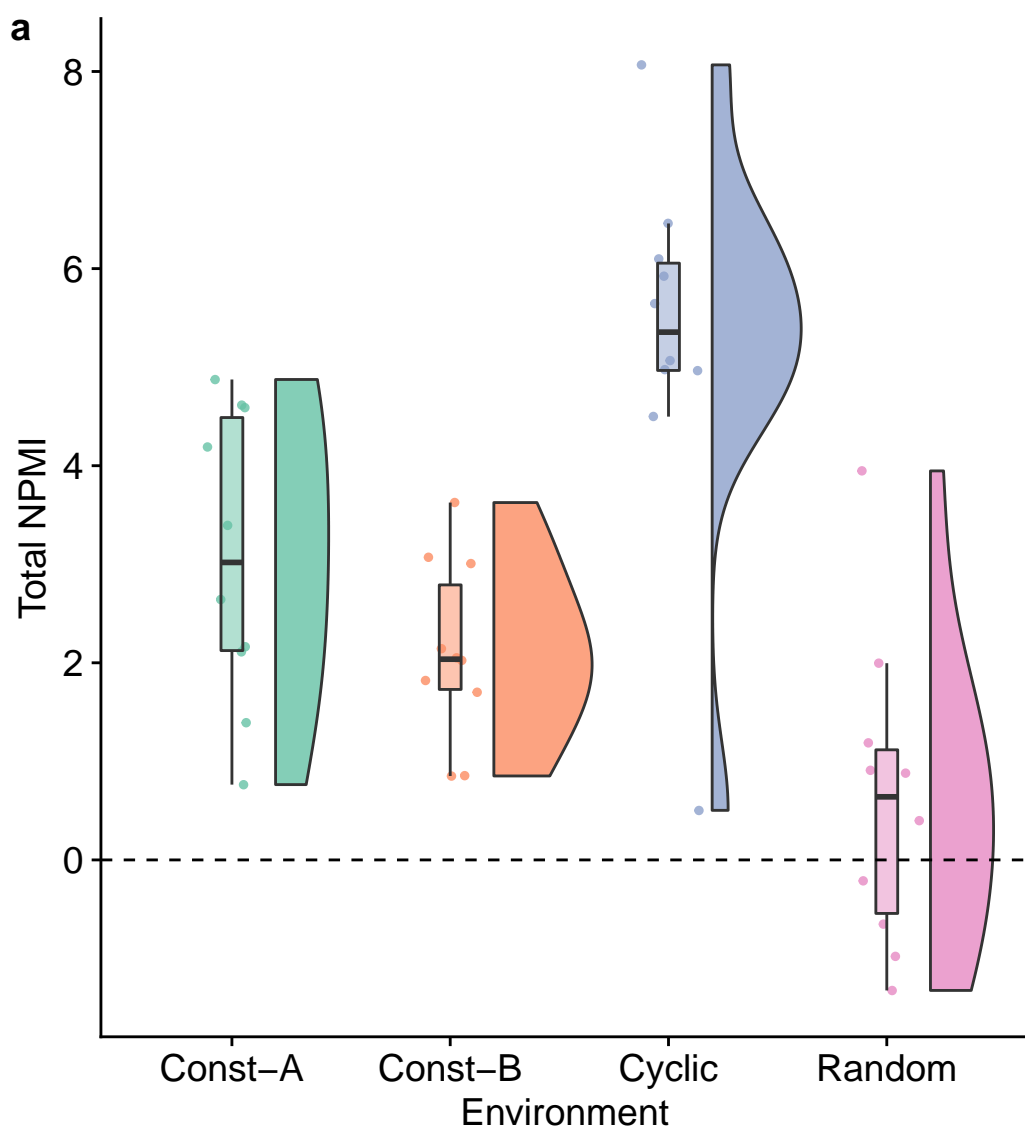 a
Total NPMI
8
6
4
2
0
Const–A
Const–B
Cyclic
Random
Environment